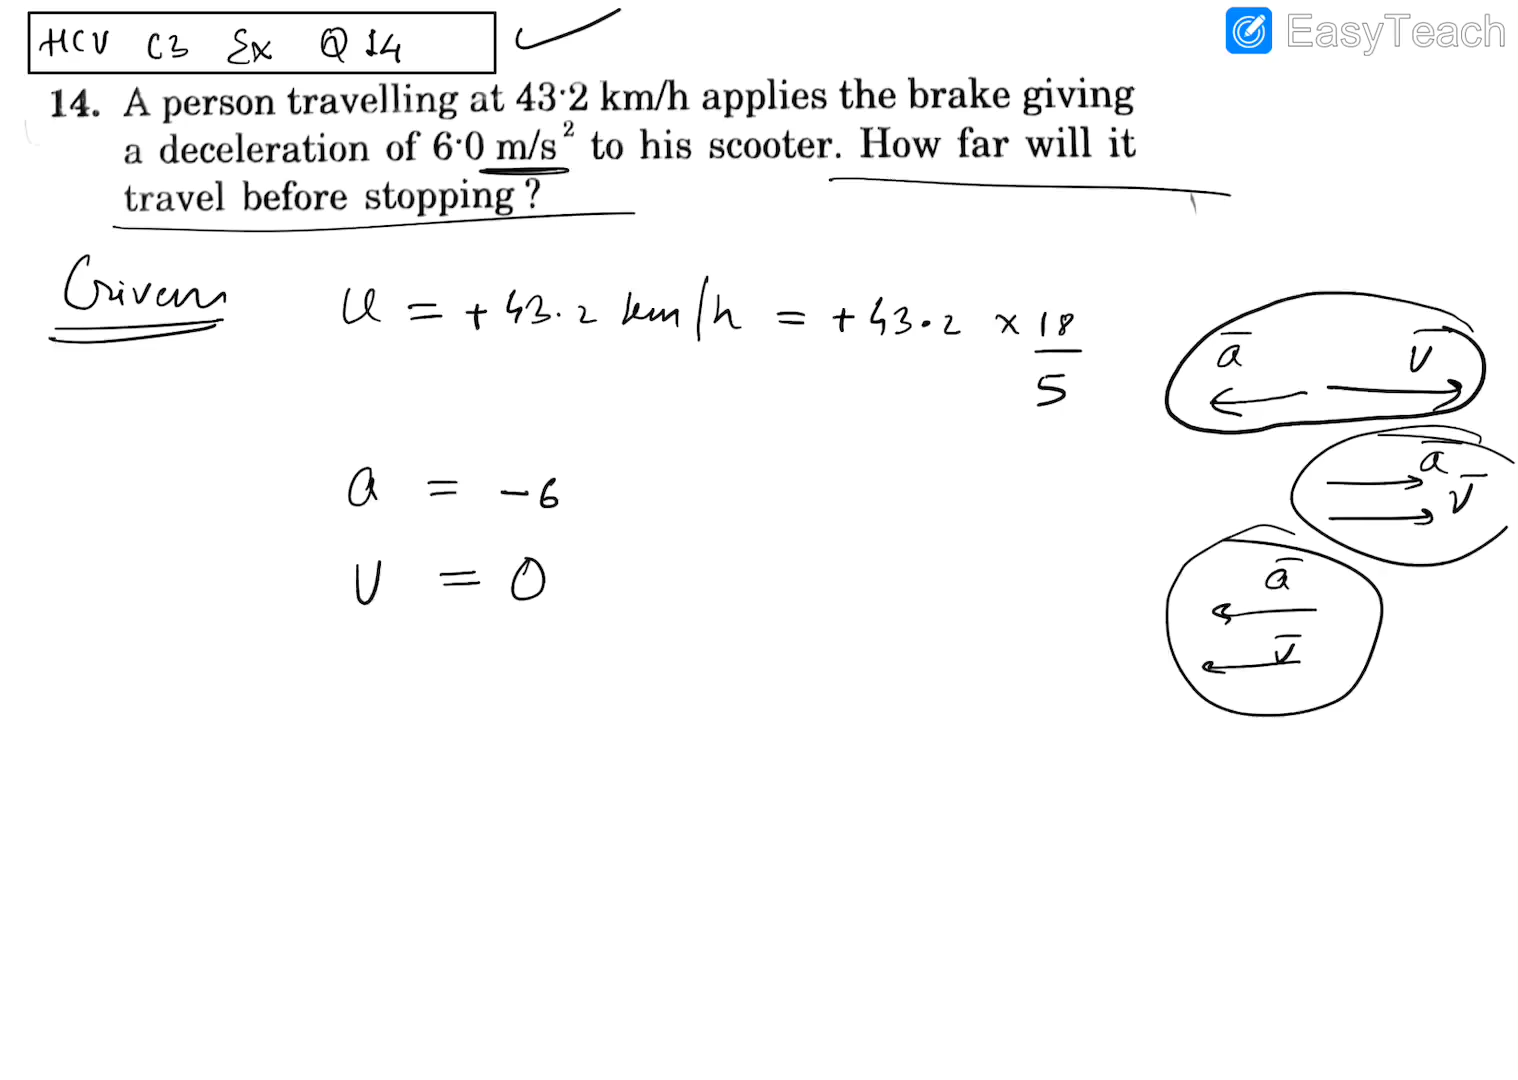 HCV C3 Ex Q 14
EasyTeach
14. A person travelling at 43·2 km/h applies the brake giving
a deceleration of 6·0 m/s² to his scooter. How far will it
travel before stopping ?
Given u = +43.2 km/h = +43.2 × 18/5
a̅ v̅
a̅
v̅
a = -6
v = 0
a̅
v̅